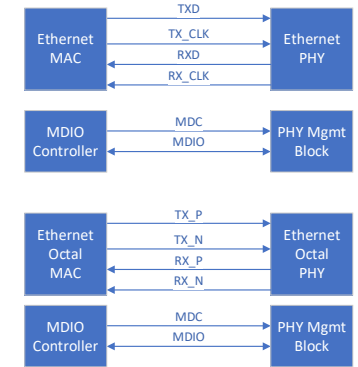 TXD
Ethernet
MAC
TX_CLK
RXD
RX_CLK
Ethernet
PHY
MDIO
Controller
MDC
MDIO
PHY Mgmt
Block
Ethernet
Octal
MAC
TX_P
TX_N
RX_P
RX_N
Ethernet
Octal
PHY
MDIO
Controller
MDC
MDIO
PHY Mgmt
Block